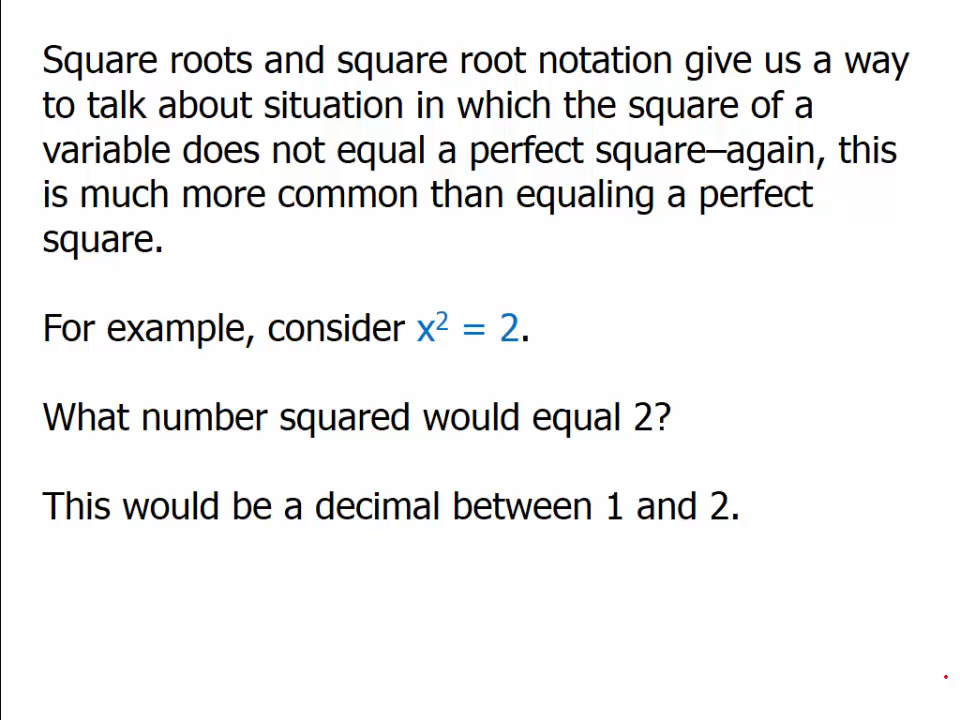 Square roots and square root notation give us a way
to talk about situation in which the square of a
variable does not equal a perfect square–again, this
is much more common than equaling a perfect
square.
For example, consider x² = 2.
What number squared would equal 2?
This would be a decimal between 1 and 2.